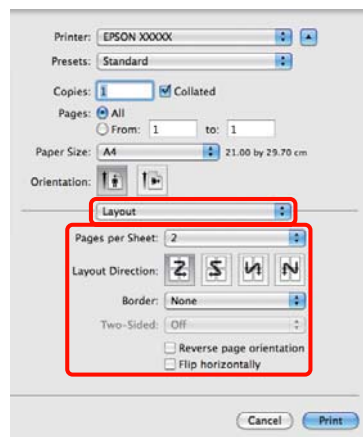 Printer: EPSON XXXXX
Presets: Standard
Copies: 1 Collated
Pages: All
From: 1 to: 1
Paper Size: A4 21.00 by 29.70 cm
Orientation:
Layout
Pages per Sheet: 2
Layout Direction:
Border: None
Two-Sided: Off
Reverse page orientation
Flip horizontally
Cancel Print